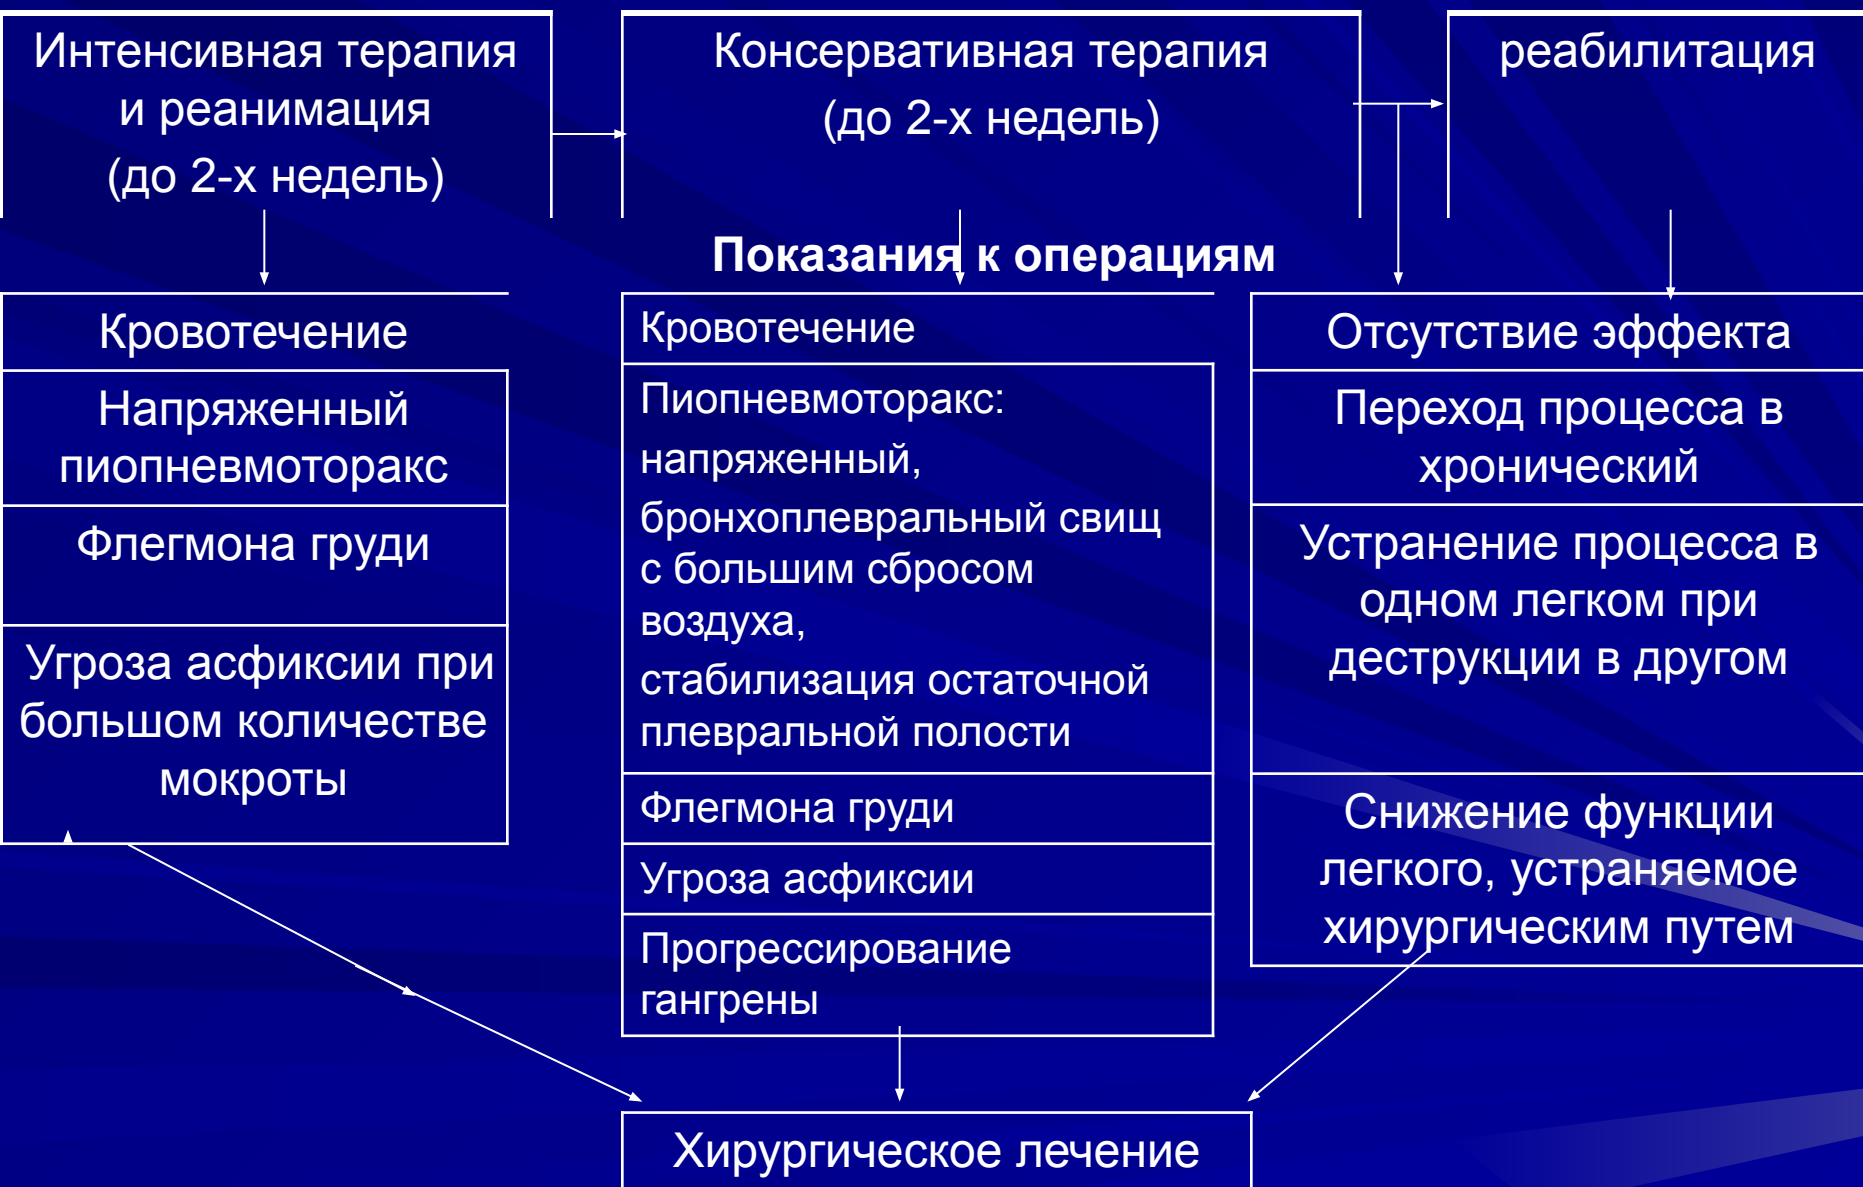 Интенсивная терапия
и реанимация
(до 2-х недель)
Консервативная терапия
(до 2-х недель)
реабилитация
Показания к операциям
Кровотечение
Напряженный
пиопневмоторакс
Флегмона груди
Угроза асфиксии при
большом количестве
мокроты
Кровотечение
Пиопневмоторакс:
напряженный,
бронхоплевральный свищ
с большим сбросом
воздуха,
стабилизация остаточной
плевральной полости
Флегмона груди
Угроза асфиксии
Прогрессирование
гангрены
Отсутствие эффекта
Переход процесса в
хронический
Устранение процесса в
одном легком при
деструкции в другом
Снижение функции
легкого, устраняемое
хирургическим путем
Хирургическое лечение